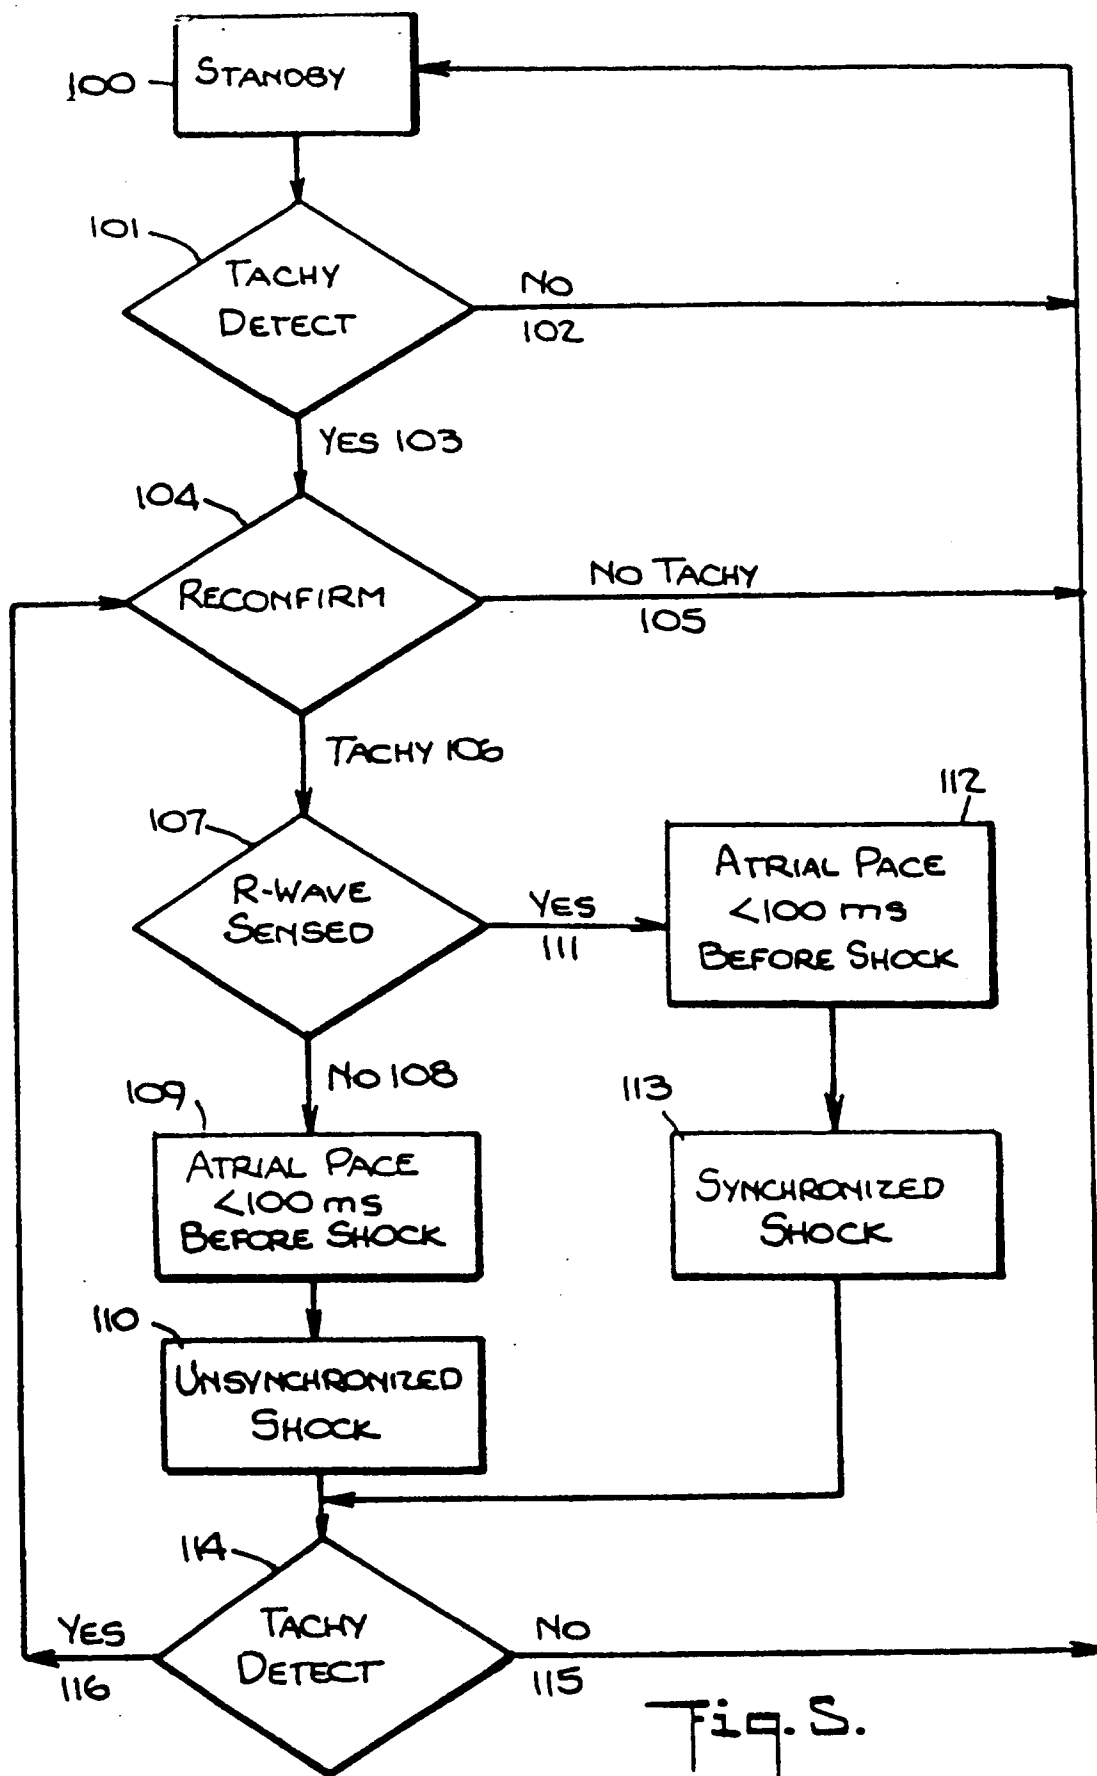 100
STANDBY
101
TACHY
DETECT
NO
102
YES 103
104
RECONFIRM
NO TACHY
105
TACHY 106
107
R-WAVE
SENSED
YES
111
112
ATRIAL PACE
<100 ms
BEFORE SHOCK
NO 108
109
ATRIAL PACE
<100 ms
BEFORE SHOCK
113
SYNCHRONIZED
SHOCK
110
UNSYNCHRONIZED
SHOCK
114
TACHY
DETECT
YES
116
NO
115
Fig. 5.